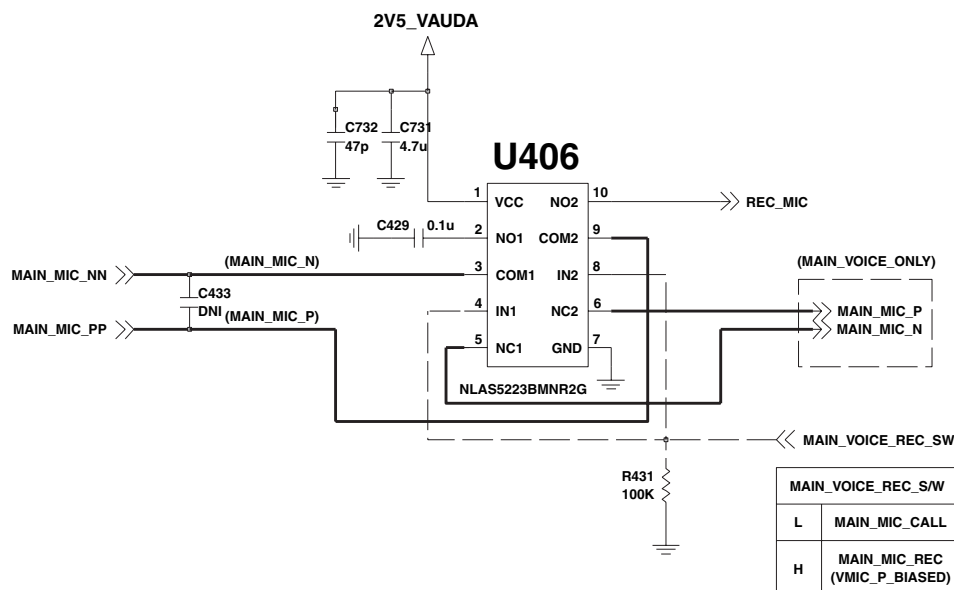 2V5_VAUDA
C732
47p
C731
4.7u
U406
1
VCC
NO2
10
REC_MIC
C429
0.1u
2
NO1
COM2
9
MAIN_MIC_NN
(MAIN_MIC_N)
3
COM1
IN2
8
(MAIN_VOICE_ONLY)
C433
DNI
MAIN_MIC_PP
(MAIN_MIC_P)
4
IN1
NC2
6
MAIN_MIC_P
MAIN_MIC_N
5
NC1
GND
7
NLAS5223BMNR2G
MAIN_VOICE_REC_SW
R431
100K
MAIN_VOICE_REC_S/W
L MAIN_MIC_CALL
H MAIN_MIC_REC
(VMIC_P_BIASED)